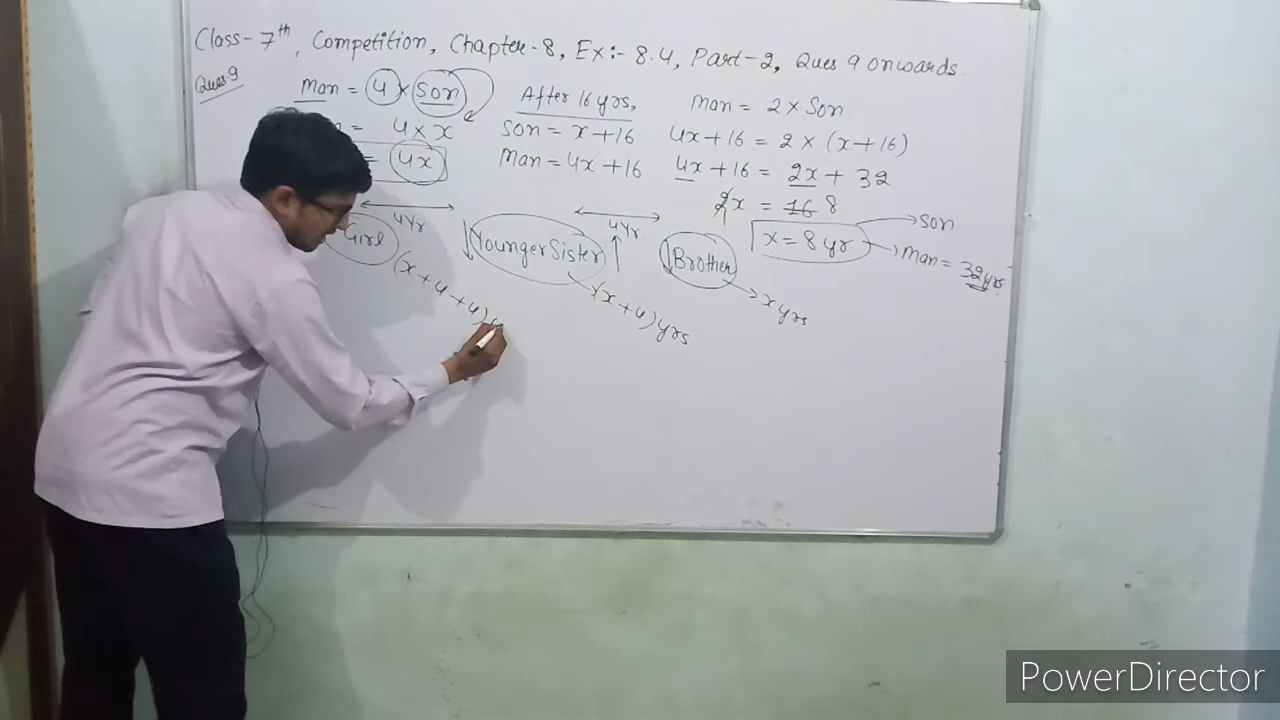 Class-7th, Competition, Chapter-8, Ex:- 8.4, Part-2, Ques 9 onwards.
Ques 9
Man = 4 × Son
= 4 × x
= 4x
After 16 yrs,
Son = x + 16
Man = 4x + 16
Man = 2 × Son
4x + 16 = 2 × (x + 16)
4x + 16 = 2x + 32
2x = 16 8
x = 8 yr
Son
Man = 32 yrs
4Yr
4Yr
Girl
Younger Sister
Brother
(x + 4 + 4)
(x + 4) yrs
x yrs
PowerDirector